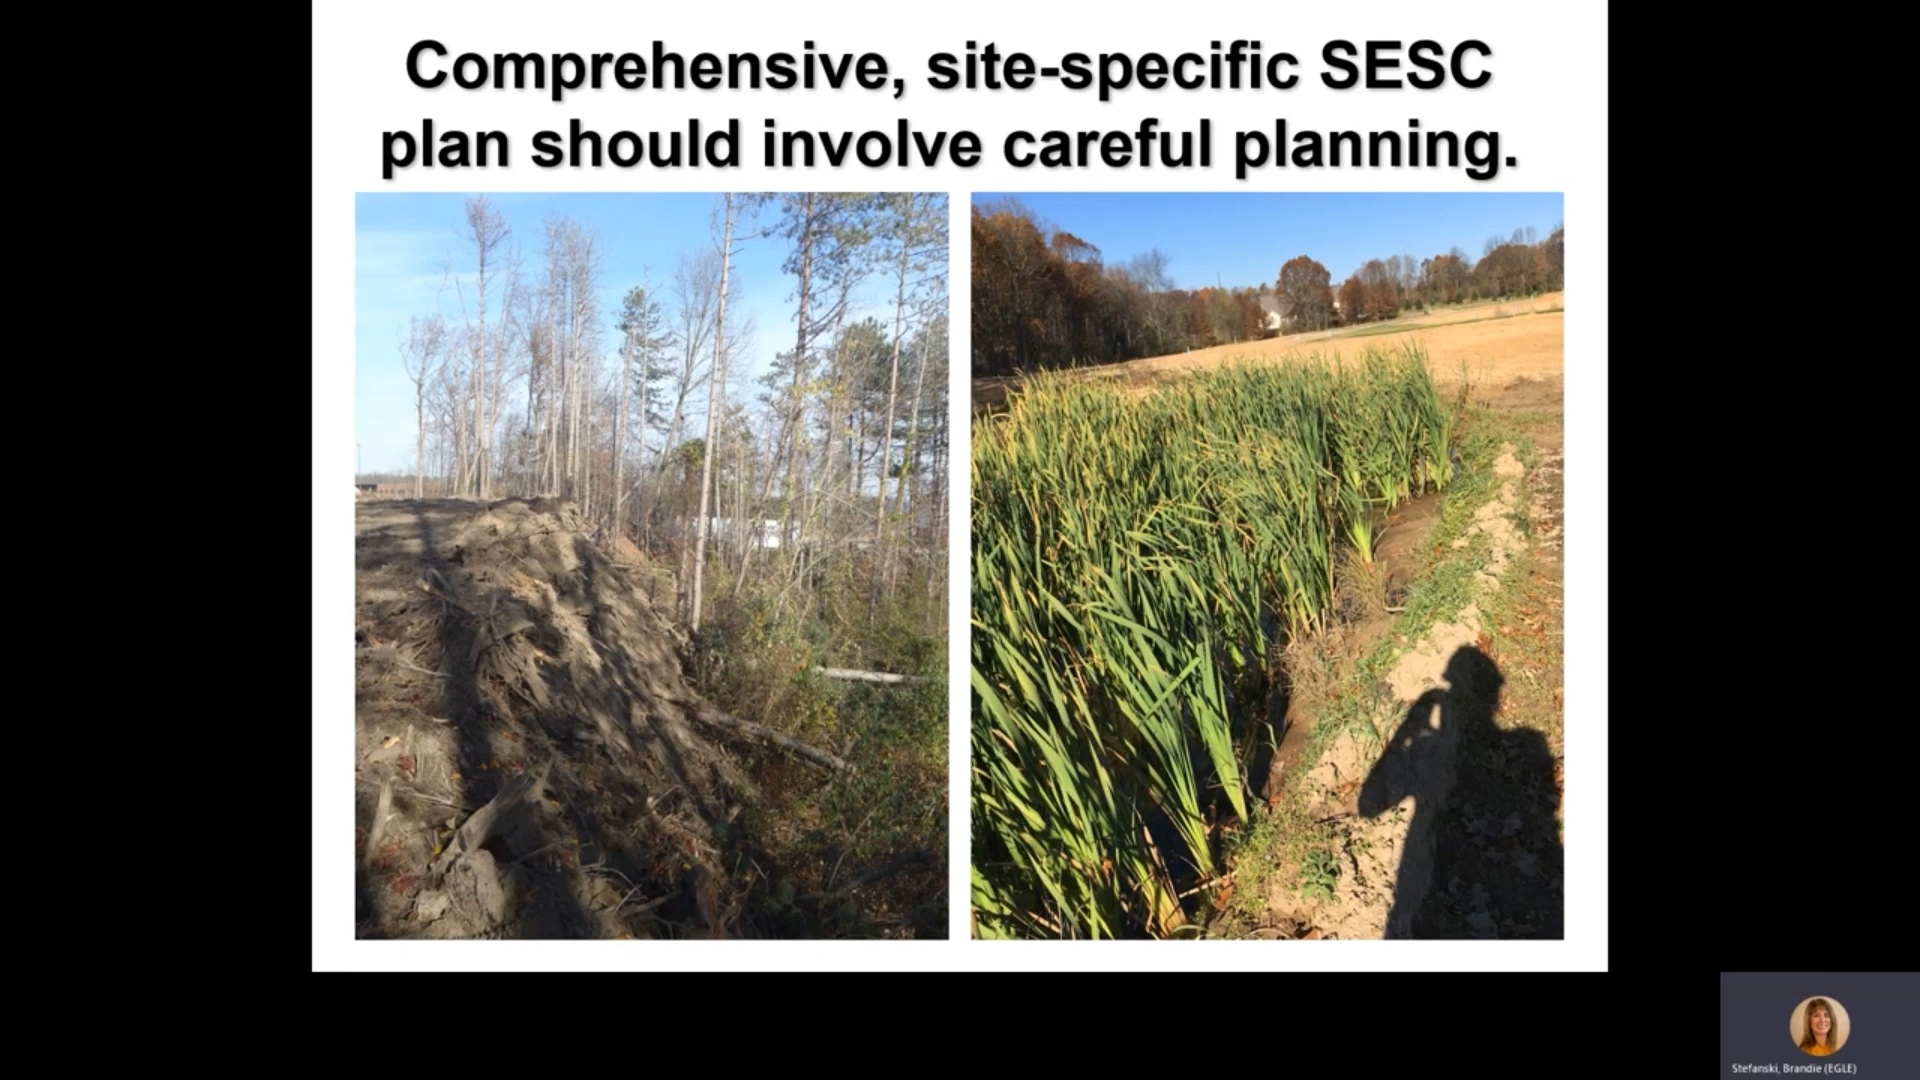 Comprehensive, site-specific SESC
plan should involve careful planning.
Stefanski, Brandie (EGLE)